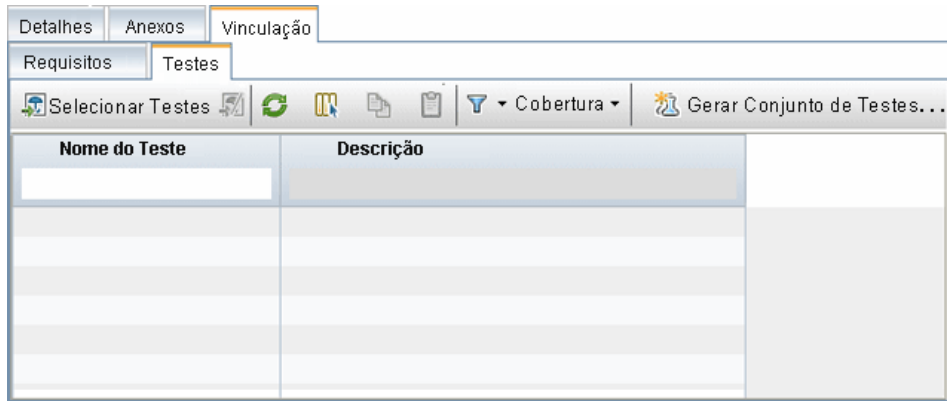 Detalhes Anexos Vinculação
Requisitos Testes
Selecionar Testes Cobertura Gerar Conjunto de Testes...
Nome do Teste Descrição